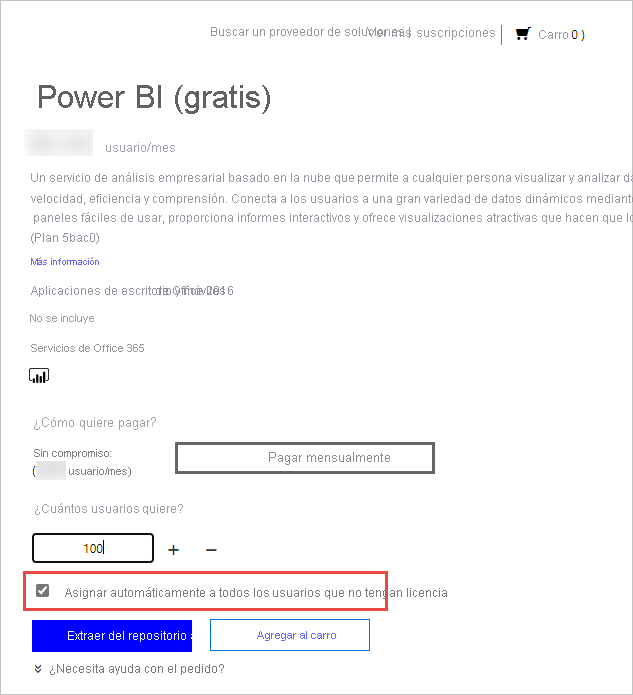 Buscar un proveedor de soluciones | Ver mis suscripciones | Carro 0 )
Power BI (gratis)
usuario/mes
Un servicio de análisis empresarial basado en la nube que permite a cualquier persona visualizar y analizar
velocidad, eficiencia y comprensión. Conecta a los usuarios a una gran variedad de datos dinámicos
paneles fáciles de usar, proporciona informes interactivos y ofrece visualizaciones atractivas que hacen que
(Plan 5bac0)
Más información
Aplicaciones de escritorio y móviles de Office 2016
No se incluye
Servicios de Office 365
¿Cómo quiere pagar?
Sin compromiso:
( usuario/mes)
Pagar mensualmente
¿Cuántos usuarios quiere?
100 + −
Asignar automáticamente a todos los usuarios que no tengan licencia
Extraer del repositorio
Agregar al carro
¿Necesita ayuda con el pedido?